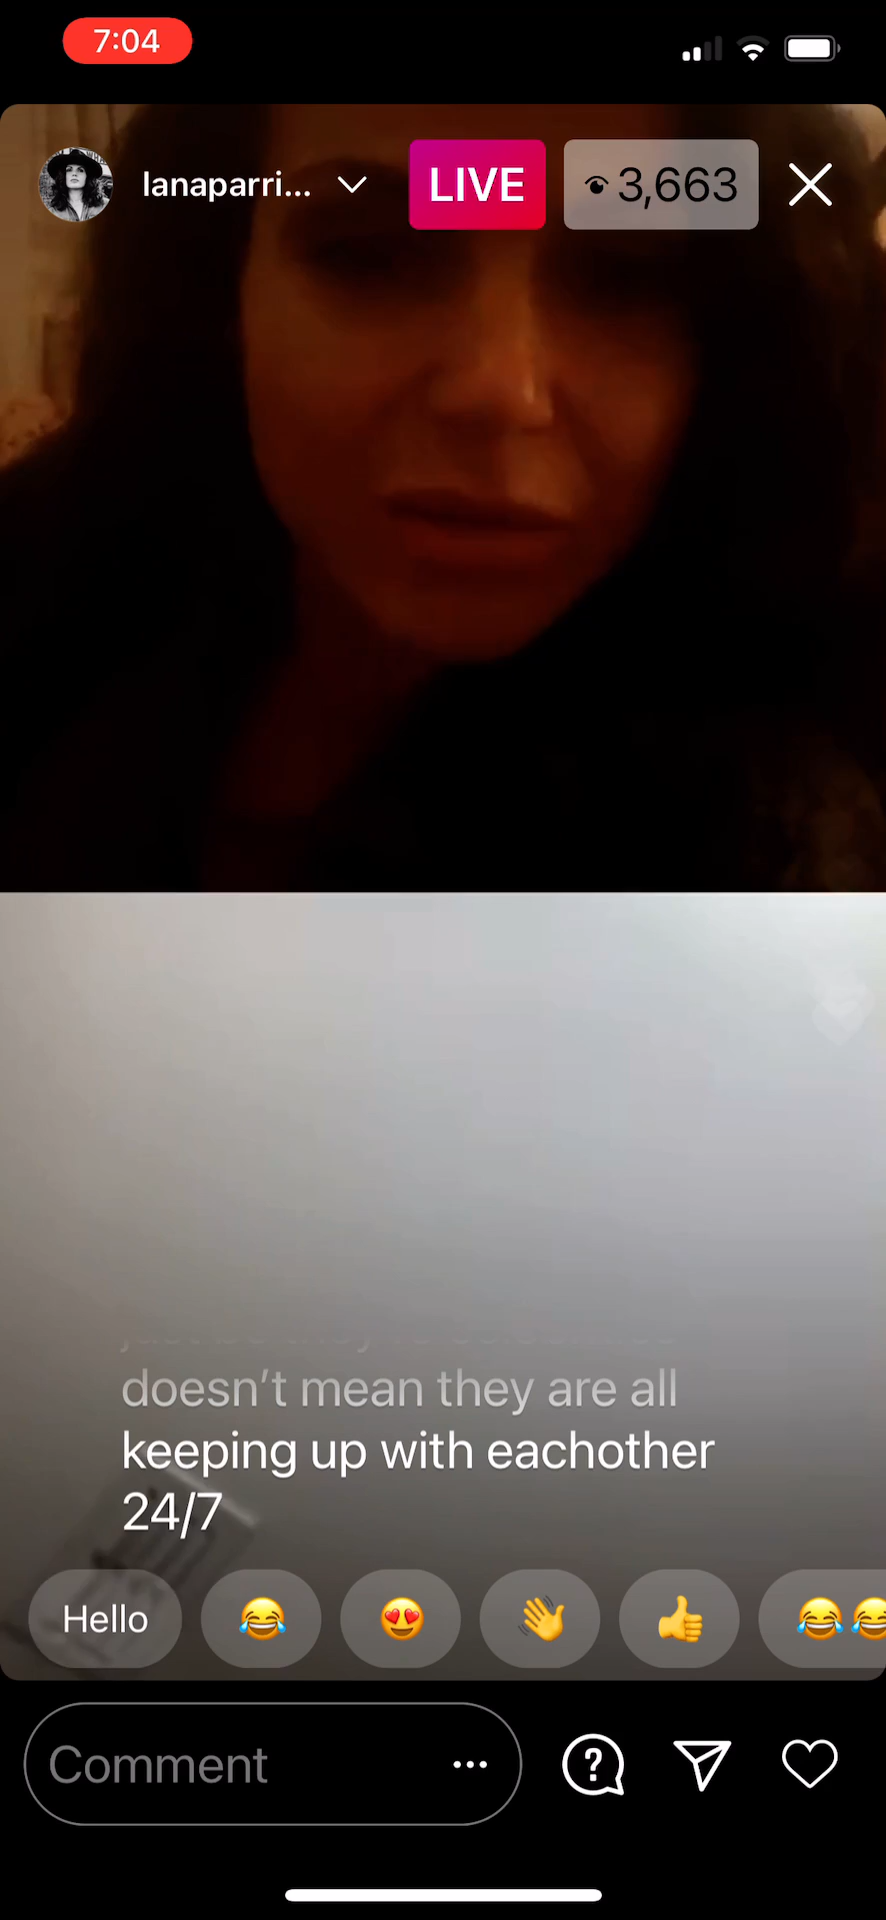 7:04
lanaparri...
LIVE
3,663
doesn't mean they are all
keeping up with eachother
24/7
Hello
Comment